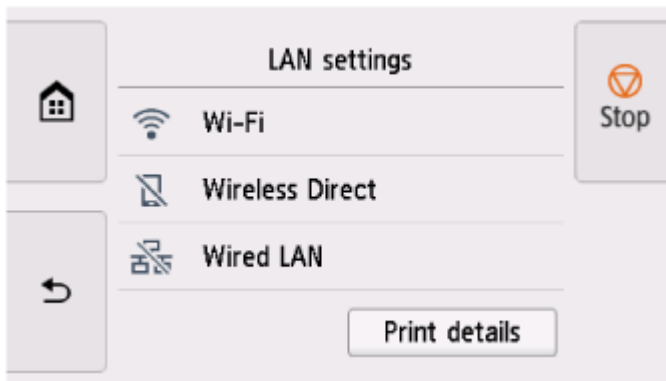 LAN settings
Wi-Fi
Stop
Wireless Direct
Wired LAN
Print details